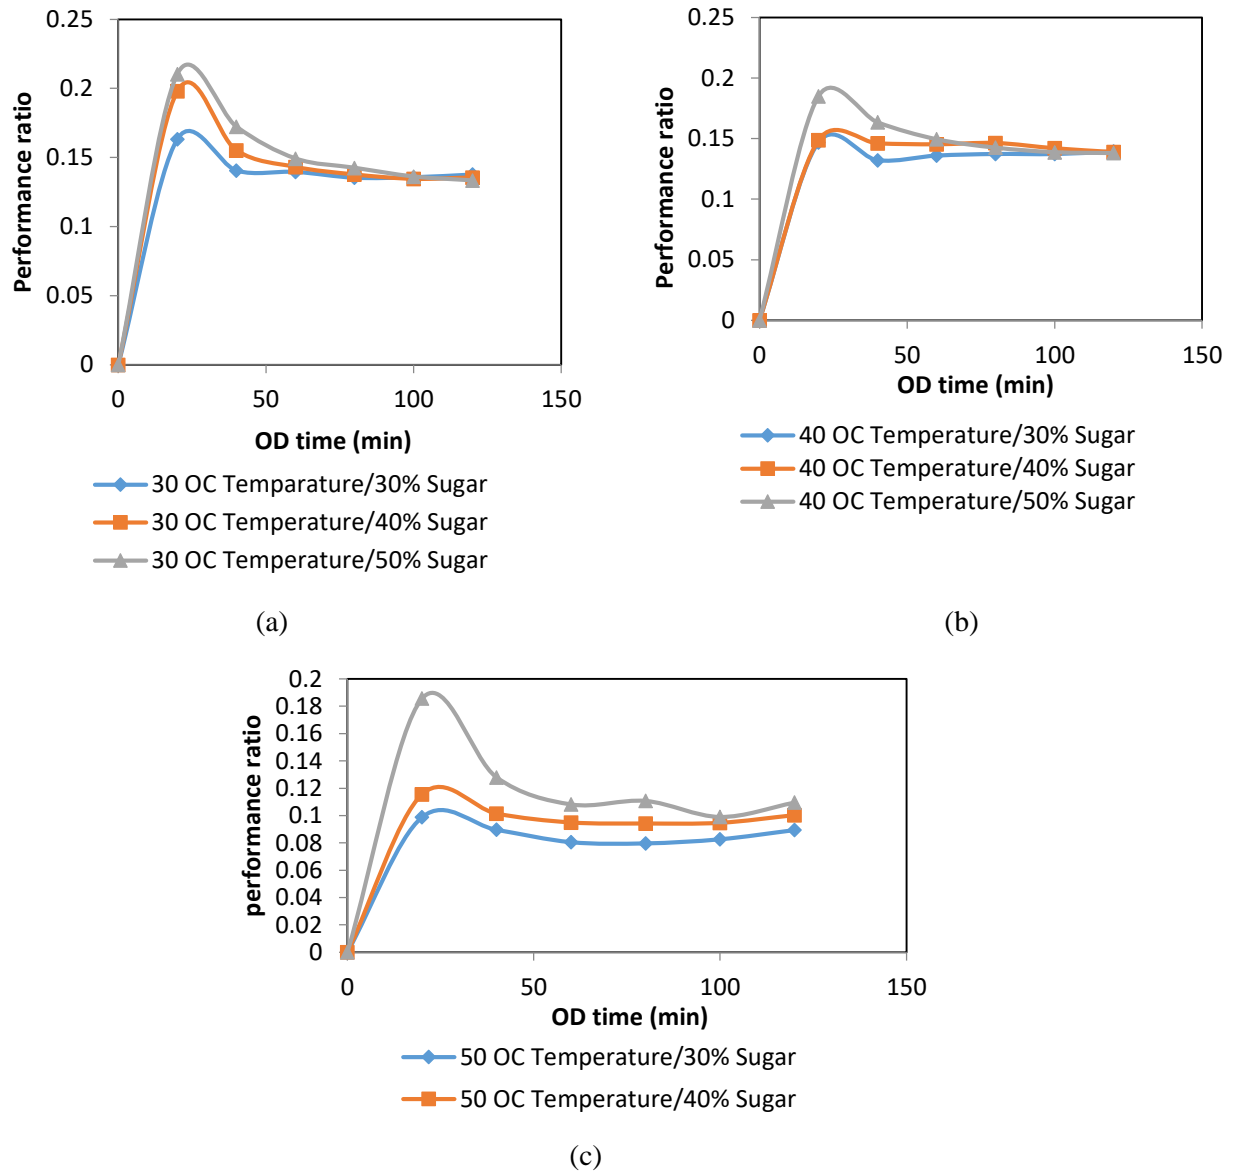 0.25
0.2
0.15
0.1
0.05
0
Performance ratio
0 50 100 150
OD time (min)
30 OC Temparature/30% Sugar
30 OC Temperature/40% Sugar
30 OC Temperature/50% Sugar
(a)
0.25
0.2
0.15
0.1
0.05
0
Performance ratio
0 50 100 150
OD time (min)
40 OC Temperature/30% Sugar
40 OC Temperature/40% Sugar
40 OC Temperature/50% Sugar
(b)
0.2
0.18
0.16
0.14
0.12
0.1
0.08
0.06
0.04
0.02
0
performance ratio
0 50 100 150
OD time (min)
50 OC Temperature/30% Sugar
50 OC Temperature/40% Sugar
(c)